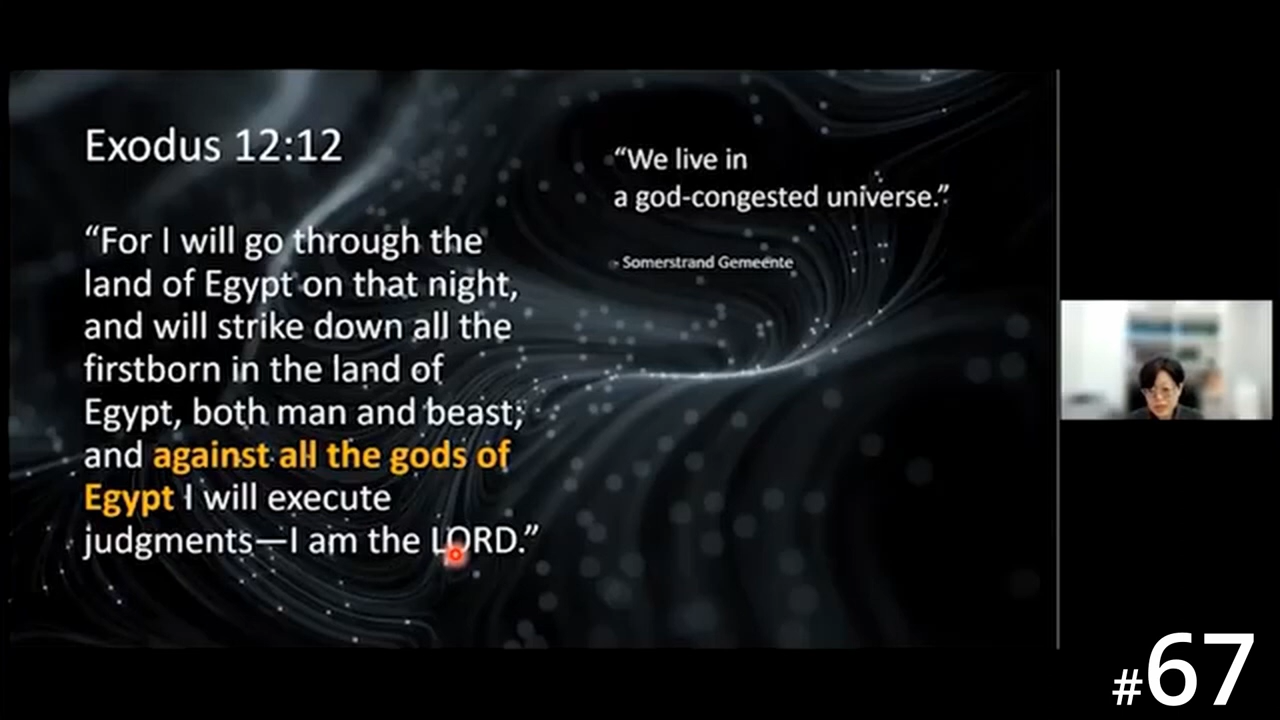 Exodus 12:12
“For I will go through the
land of Egypt on that night,
and will strike down all the
firstborn in the land of
Egypt, both man and beast;
and against all the gods of
Egypt I will execute
judgments—I am the LORD.”
“We live in
a god-congested universe.”
- Somerstrand Gemeente
#67